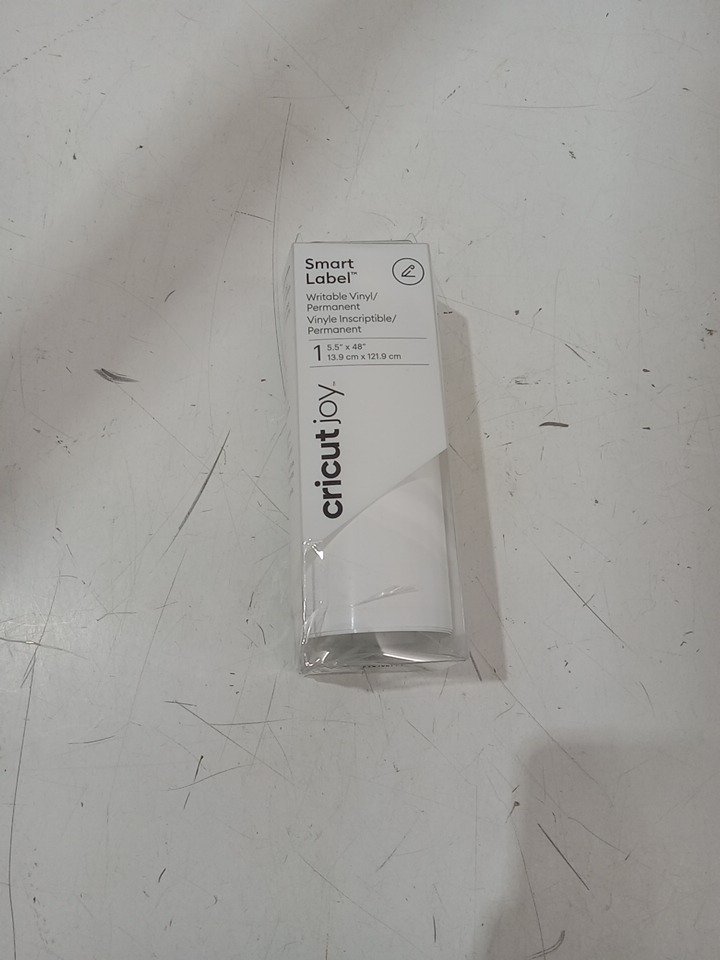 Smart
Label™
Writable Vinyl/
Permanent
Vinyle Inscriptible/
Permanent
1 5.5" x 48"
13.9 cm x 121.9 cm
cricut joy™